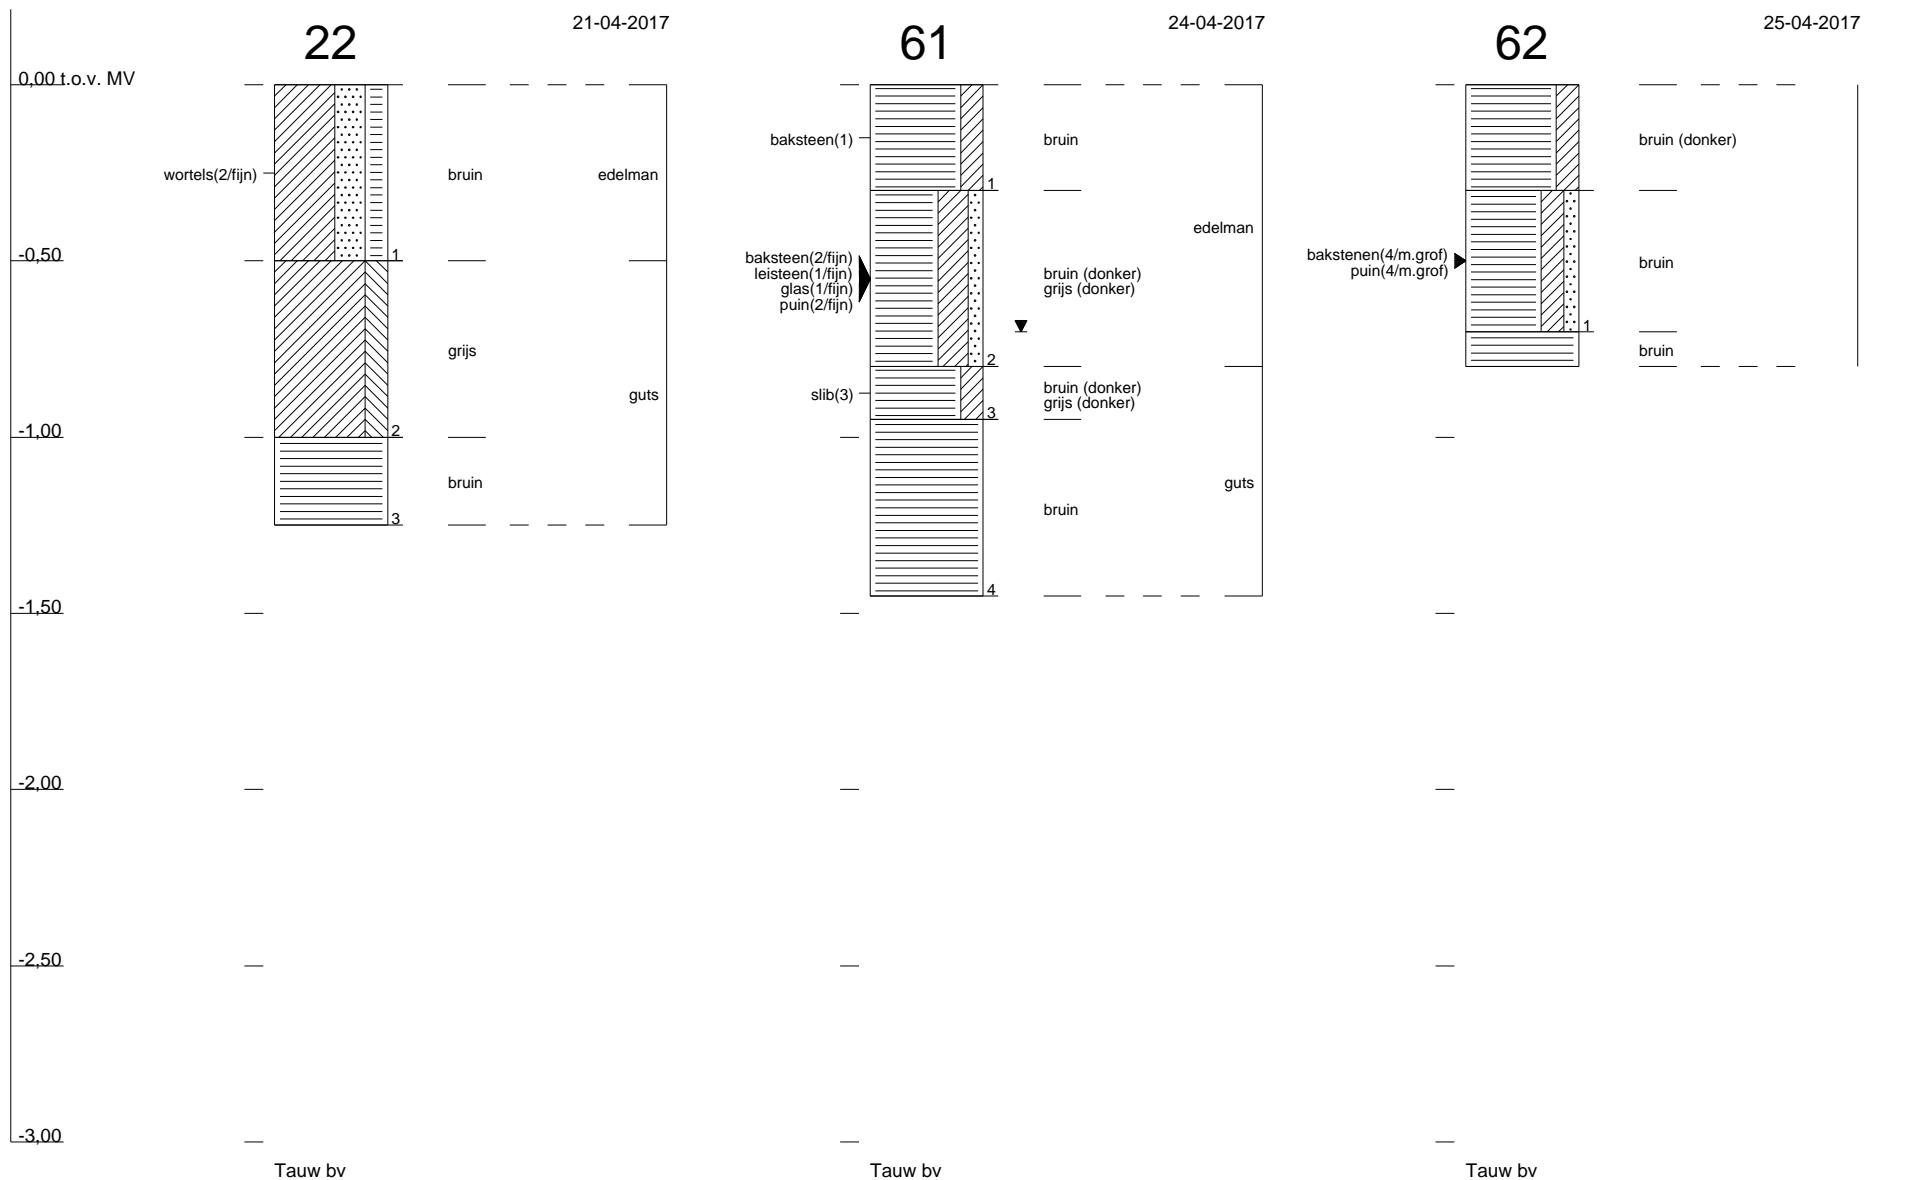 22
21-04-2017
61
24-04-2017
62
25-04-2017
0,00 t.o.v. MV
-0,50
-1,00
-1,50
-2,00
-2,50
-3,00
wortels(2/fijn)
1
2
3
bruin
grijs
bruin
edelman
guts
baksteen(1)
baksteen(2/fijn)
leisteen(1/fijn)
glas(1/fijn)
puin(2/fijn)
slib(3)
1
2
3
4
bruin
bruin (donker)
grijs (donker)
bruin (donker)
grijs (donker)
bruin
edelman
guts
bakstenen(4/m.grof)
puin(4/m.grof)
1
bruin (donker)
bruin
bruin
Tauw bv
Tauw bv
Tauw bv